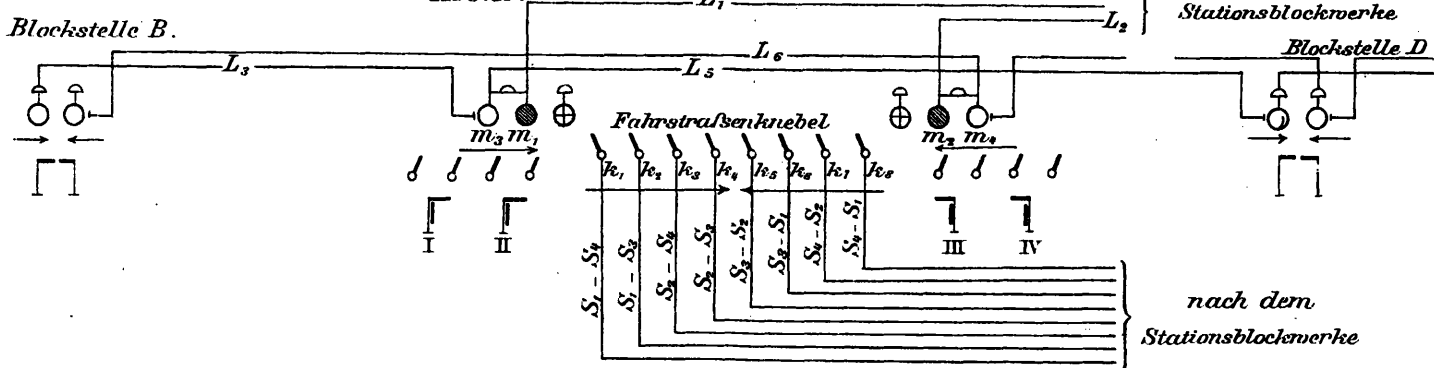 L₁
L₂
Stationsblockwerke
Blockstelle B.
Blockstelle D
L₆
L₃
L₅
Fahrstraßenknebel
m₃ m₁
m₂ m₄
k₁ k₂ k₃ k₄ k₅ k₆ k₇ k₈
I II
III IV
S₁ - S₄
S₁ - S₃
S₂ - S₄
S₂ - S₃
S₃ - S₂
S₃ - S₁
S₄ - S₂
S₄ - S₁
nach dem
Stationsblockwerke